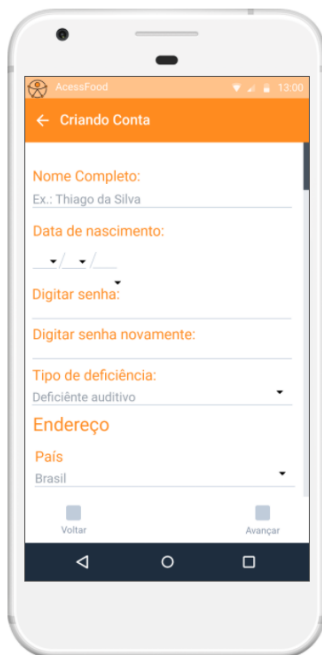 AcessFood 13:00
Criando Conta
Nome Completo:
Ex.: Thiago da Silva
Data de nascimento:
/ /
Digitar senha:
Digitar senha novamente:
Tipo de deficiência:
Deficiênte auditivo
Endereço
País
Brasil
Voltar Avançar